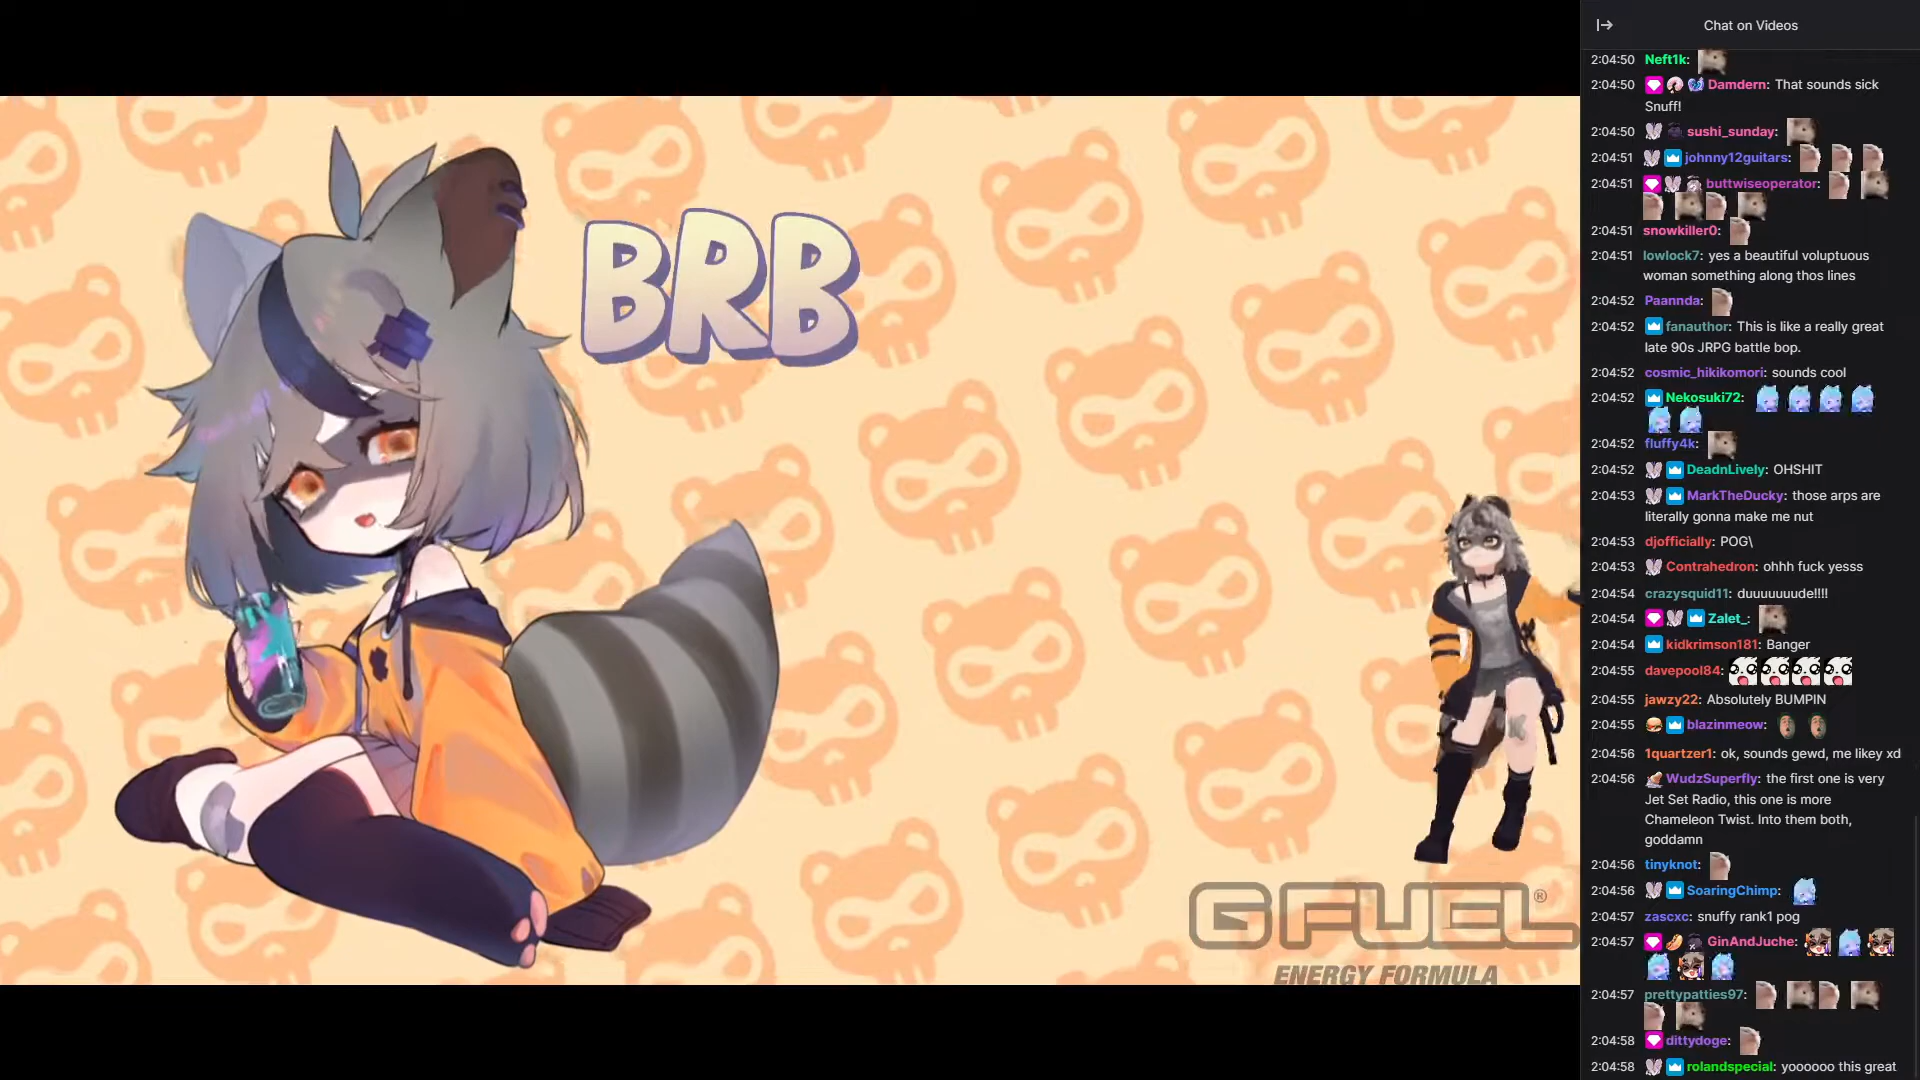 Chat on Videos
2:04:50 Neft1k:
2:04:50 Damdern: That sounds sick
Snuff!
2:04:50 sushi_sunday:
2:04:51 johnny12guitars:
2:04:51 buttwiseoperator:
2:04:51 snowkiller0:
2:04:51 lowlock7: yes a beautiful voluptuous
woman something along thos lines
2:04:52 Paannda:
2:04:52 fanauthor: This is like a really great
late 90s JRPG battle bop.
2:04:52 cosmic_hikikomori: sounds cool
2:04:52 Nekosuki72:
2:04:52 fluffy4k:
2:04:52 DeadnLively: OHSHIT
2:04:53 MarkTheDucky: those arps are
literally gonna make me nut
2:04:53 djofficially: POG\
2:04:53 Contrahedron: ohhh fuck yesss
2:04:54 crazysquid11: duuuuuuude!!!!
2:04:54 Zalet_:
2:04:54 kidkrimson181: Banger
2:04:55 davepool84:
2:04:55 jawzy22: Absolutely BUMPIN
2:04:55 blazinmeow:
2:04:56 1quartzer1: ok, sounds gewd, me likey xd
2:04:56 WudzSuperfly: the first one is very
Jet Set Radio, this one is more
Chameleon Twist. Into them both,
goddamn
2:04:56 tinyknot:
2:04:56 SoaringChimp:
2:04:57 zascxc: snuffy rank1 pog
2:04:57 GinAndJuche:
2:04:57 prettypatties97:
2:04:58 dittydoge:
2:04:58 rolandspecial: yoooooo this great
BRB
G FUEL®
ENERGY FORMULA